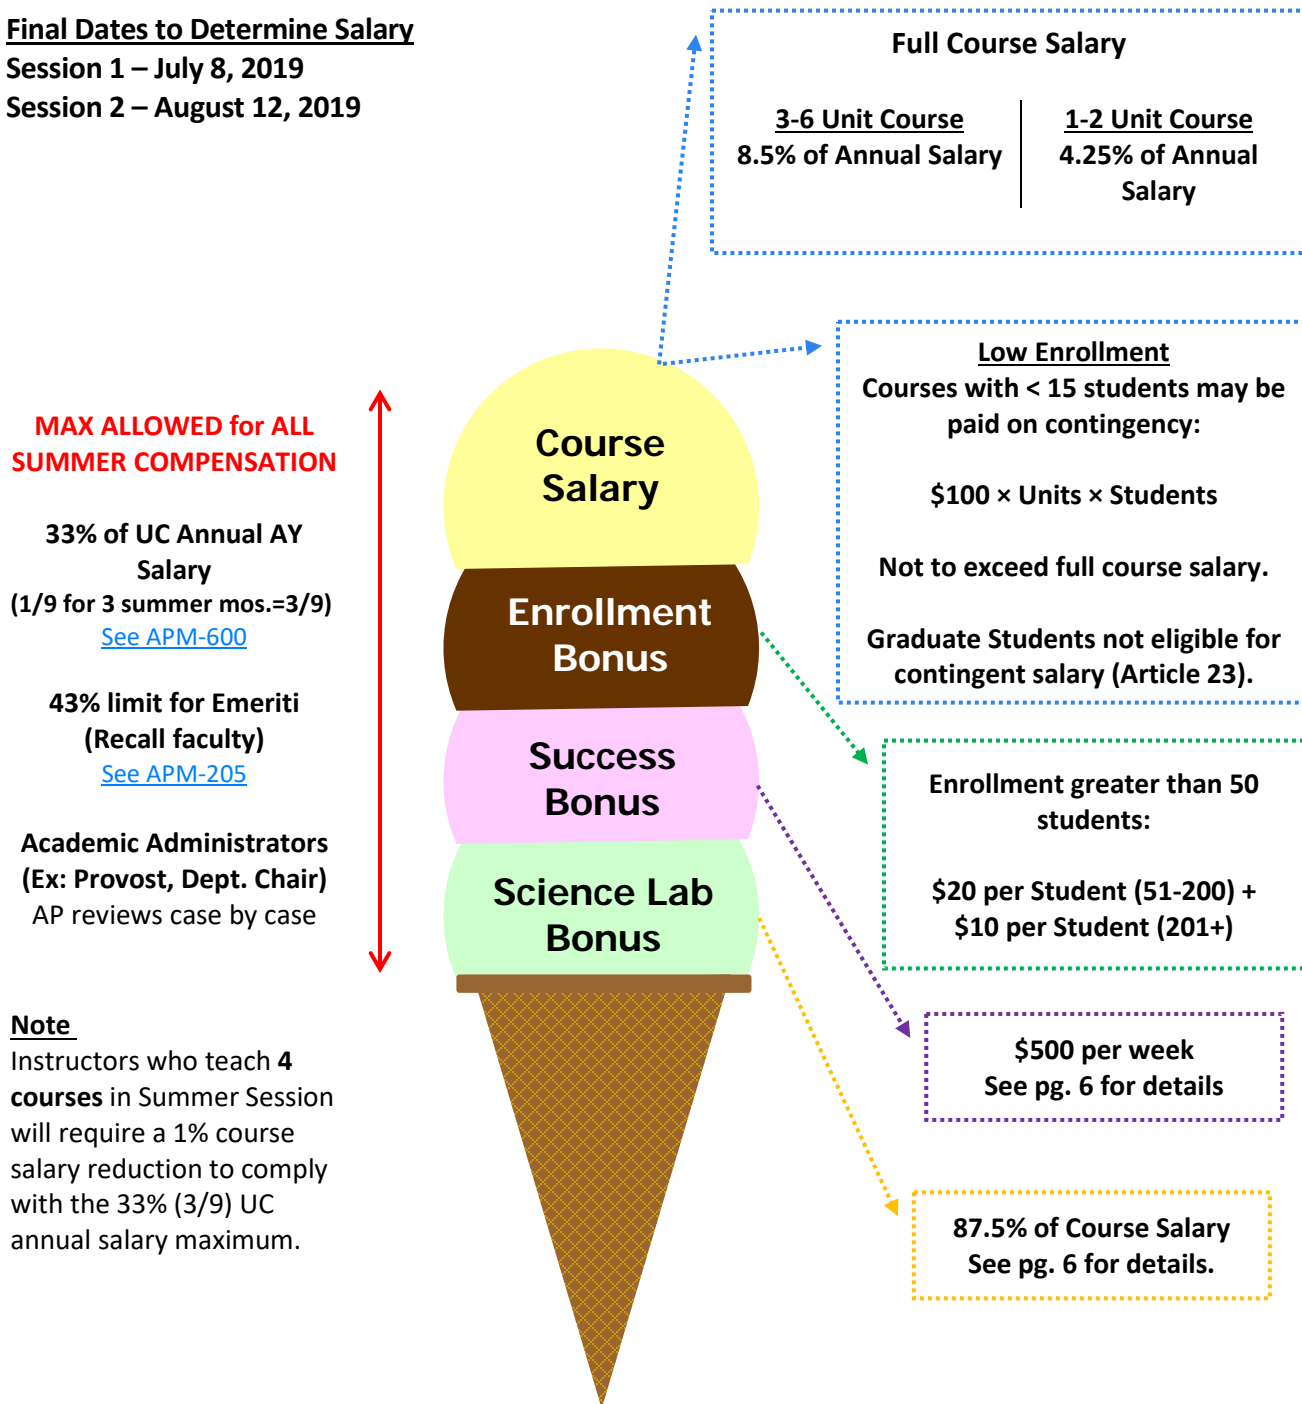 Final Dates to Determine Salary
Session 1 – July 8, 2019
Session 2 – August 12, 2019
Full Course Salary
3-6 Unit Course
8.5% of Annual Salary
1-2 Unit Course
4.25% of Annual
Salary
Low Enrollment
Courses with < 15 students may be
paid on contingency:
$100 × Units × Students
Not to exceed full course salary.
Graduate Students not eligible for
contingent salary (Article 23).
MAX ALLOWED for ALL
SUMMER COMPENSATION
33% of UC Annual AY
Salary
(1/9 for 3 summer mos.=3/9)
See APM-600
43% limit for Emeriti
(Recall faculty)
See APM-205
Academic Administrators
(Ex: Provost, Dept. Chair)
AP reviews case by case
Course
Salary
Enrollment
Bonus
Success
Bonus
Science Lab
Bonus
Enrollment greater than 50
students:
$20 per Student (51-200) +
$10 per Student (201+)
$500 per week
See pg. 6 for details
87.5% of Course Salary
See pg. 6 for details.
Note
Instructors who teach 4
courses in Summer Session
will require a 1% course
salary reduction to comply
with the 33% (3/9) UC
annual salary maximum.